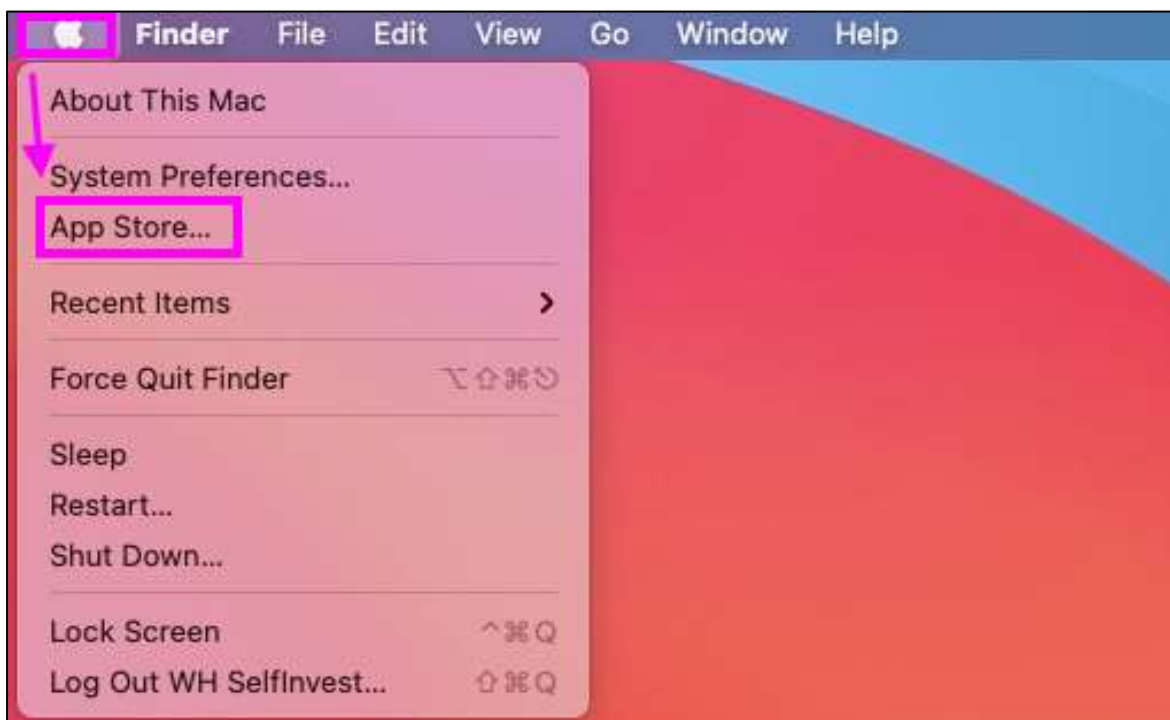 Finder File Edit View Go Window Help
About This Mac
System Preferences...
App Store...
Recent Items
Force Quit Finder ⌥⇧⌘⎋
Sleep
Restart...
Shut Down...
Lock Screen ^⌘Q
Log Out WH SelfInvest... ⇧⌘Q